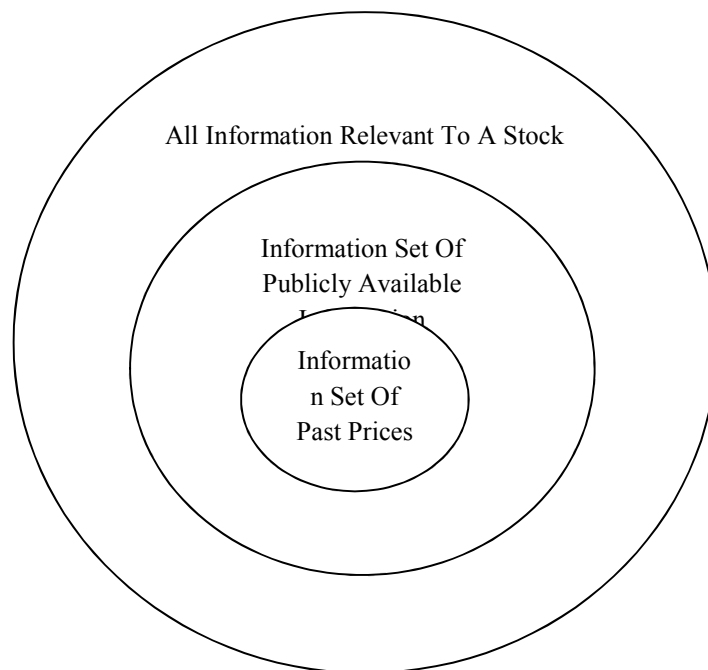 All Information Relevant To A Stock
Information Set Of
Publicly Available
Informatio
n Set Of
Past Prices